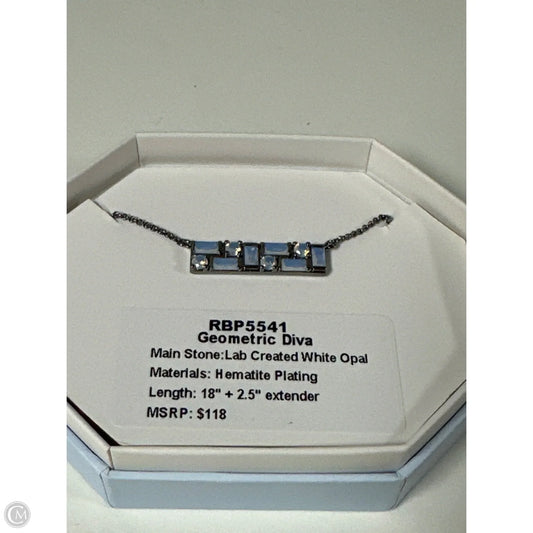 RBP5541
Geometric Diva
Main Stone:Lab Created White Opal
Materials: Hematite Plating
Length: 18" + 2.5" extender
MSRP: $118
CM